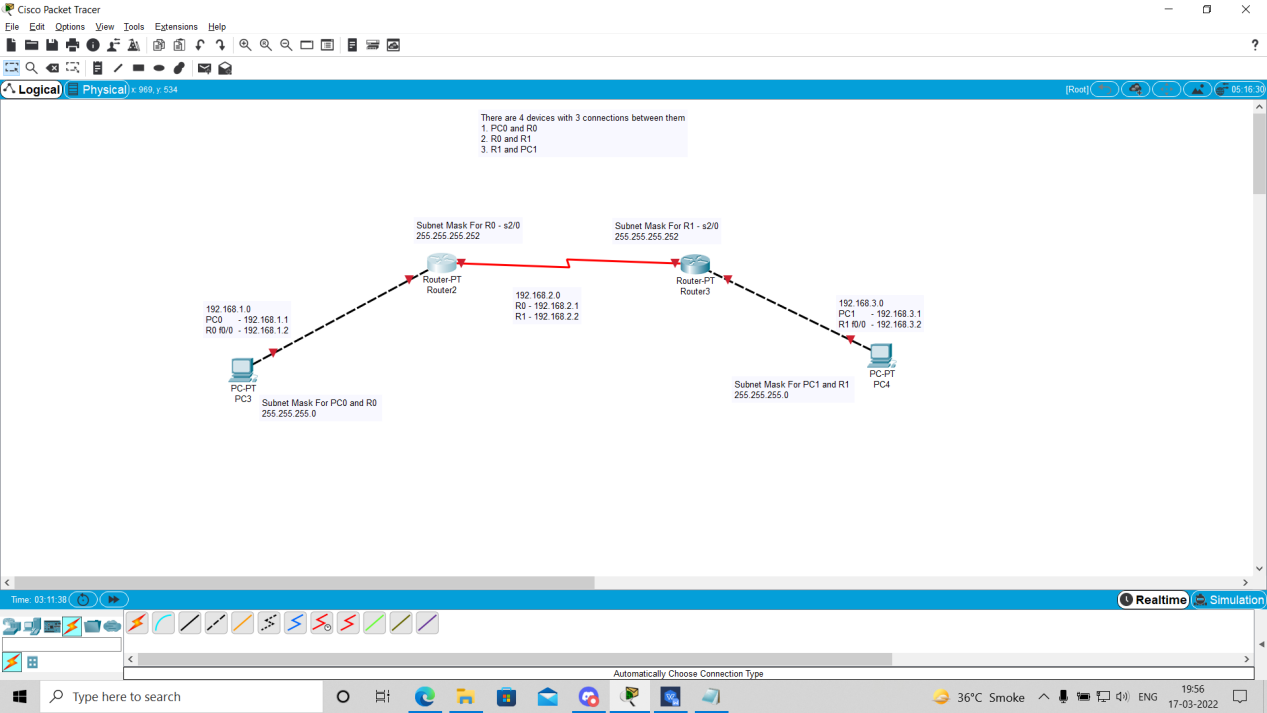 Cisco Packet Tracer
File Edit Options View Tools Extensions Help
?
Logical Physical x: 969, y: 534 [Root] 05:16:30
There are 4 devices with 3 connections between them
1. PC0 and R0
2. R0 and R1
3. R1 and PC1
Subnet Mask For R0 - s2/0
255.255.255.252
Subnet Mask For R1 - s2/0
255.255.255.252
Router-PT
Router2
Router-PT
Router3
192.168.2.0
R0 - 192.168.2.1
R1 - 192.168.2.2
192.168.1.0
PC0 - 192.168.1.1
R0 f0/0 - 192.168.1.2
192.168.3.0
PC1 - 192.168.3.1
R1 f0/0 - 192.168.3.2
PC-PT
PC3
PC-PT
PC4
Subnet Mask For PC0 and R0
255.255.255.0
Subnet Mask For PC1 and R1
255.255.255.0
Time: 03:11:38 Realtime Simulation
Automatically Choose Connection Type
Type here to search
36°C Smoke ENG 19:56
17-03-2022